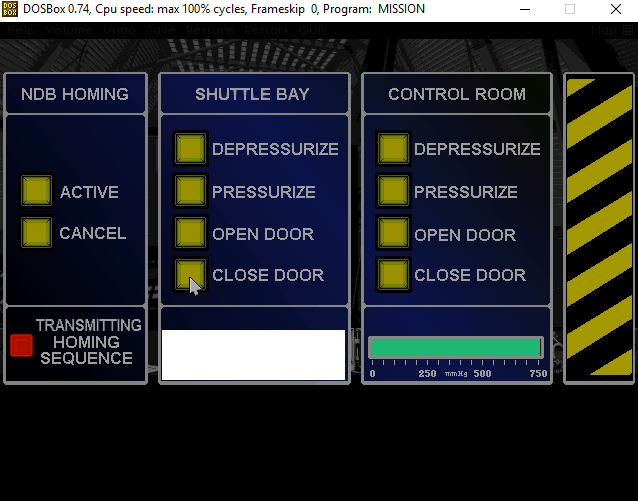 DOSBox 0.74, Cpu speed: max 100% cycles, Frameskip 0, Program: MISSION
Help Volume Undo Save Restore Restart Quit Map
NDB HOMING
ACTIVE
CANCEL
TRANSMITTING
HOMING
SEQUENCE
SHUTTLE BAY
DEPRESSURIZE
PRESSURIZE
OPEN DOOR
CLOSE DOOR
CONTROL ROOM
DEPRESSURIZE
PRESSURIZE
OPEN DOOR
CLOSE DOOR
0 250 mmHg 500 750